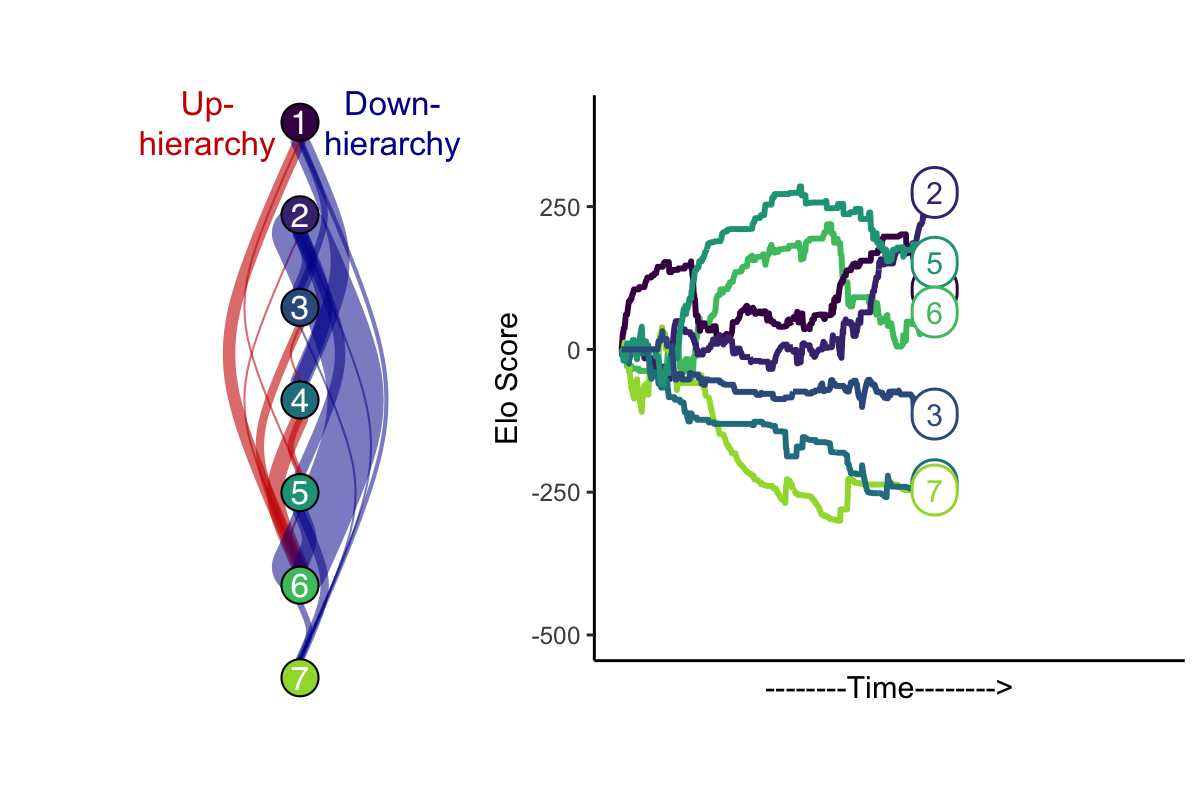 Up-
hierarchy
Down-
hierarchy
1
2
3
4
5
6
7
Elo Score
250
0
-250
-500
2
5
6
3
7
--------Time-------->